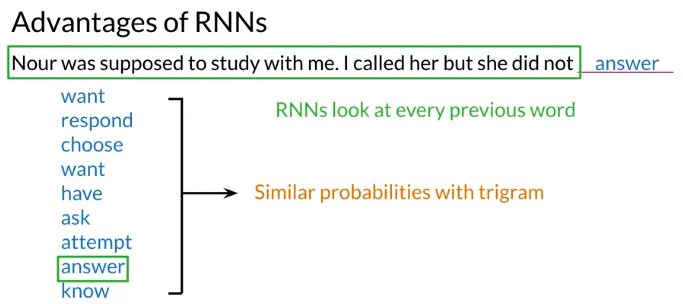 Advantages of RNNs
Nour was supposed to study with me. I called her but she did not answer
want
RNNs look at every previous word
respond
choose
want
have
Similar probabilities with trigram
ask
attempt
answer
know